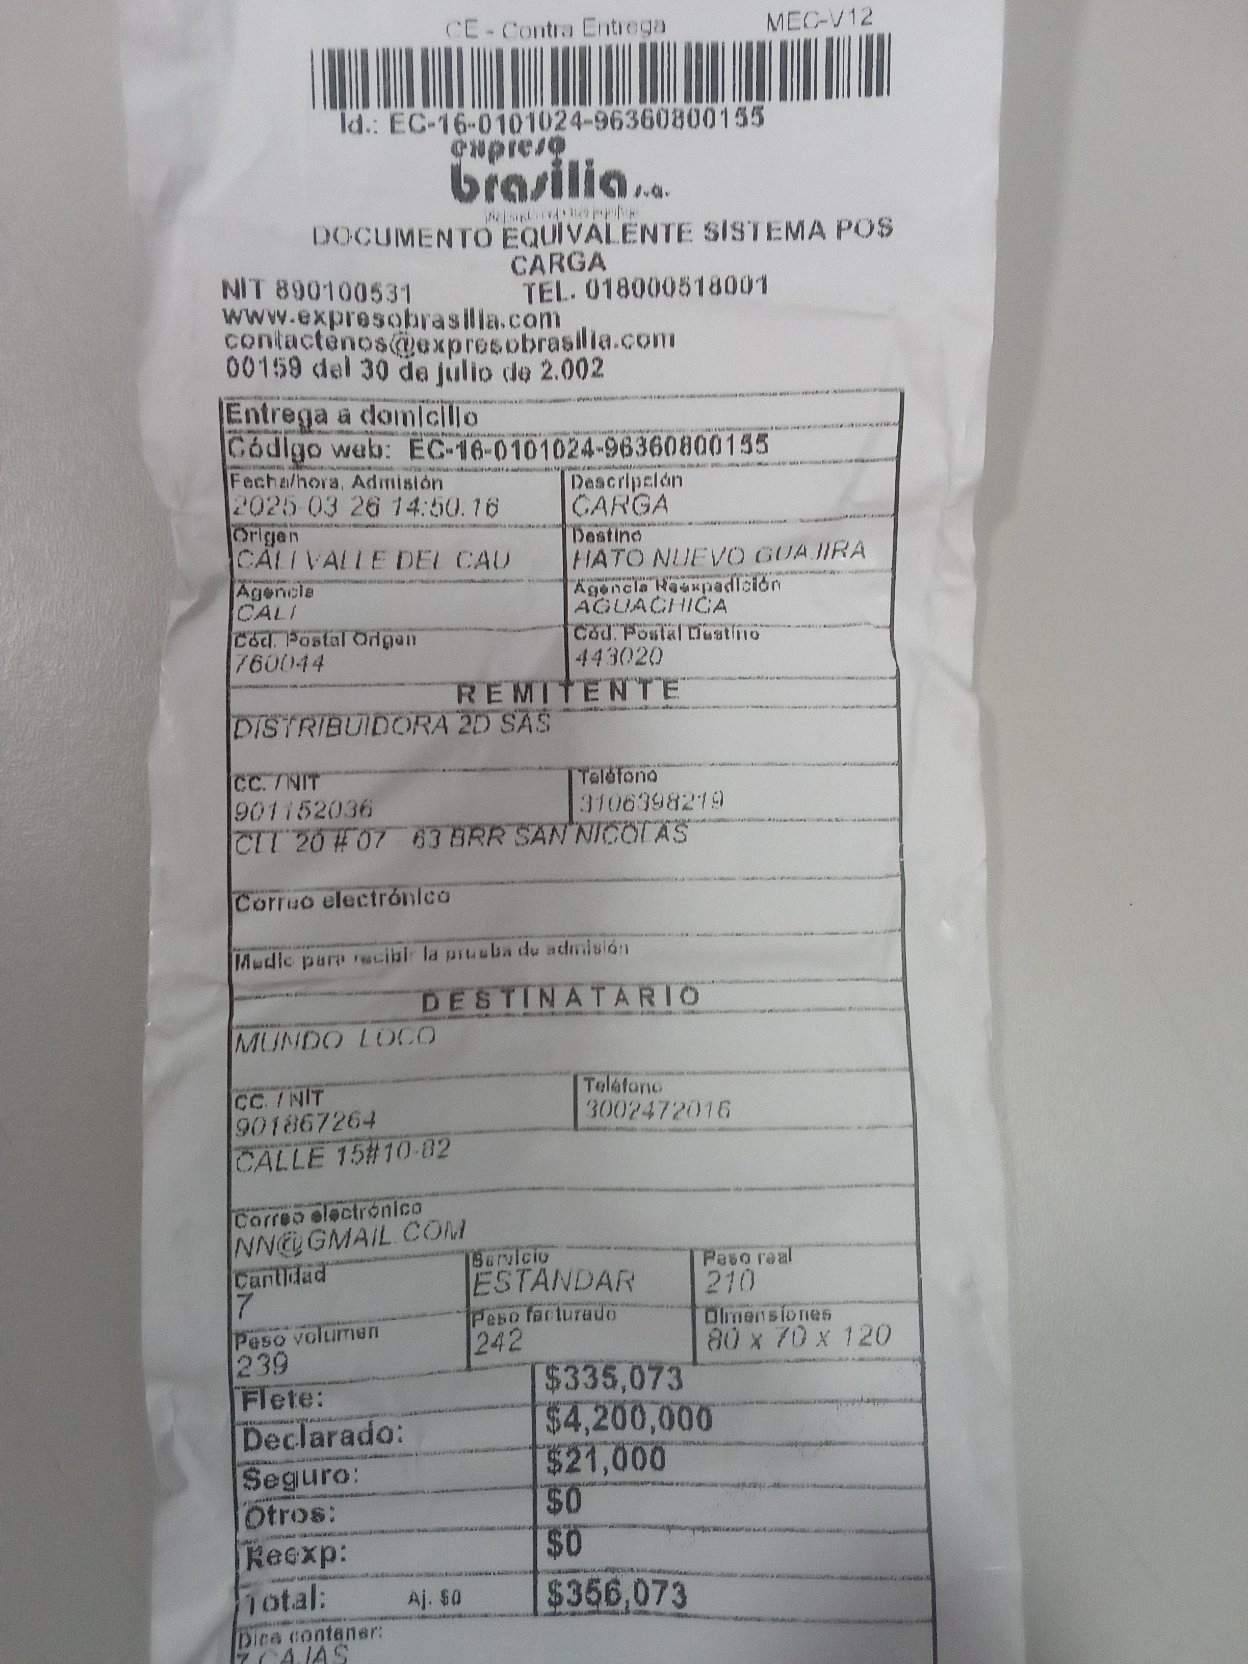 CE - Contra Entrega MEC-V12
Id.: EC-16-0101024-96360800155
expreso
brasilia s.a.
DOCUMENTO EQUIVALENTE SISTEMA POS
CARGA
NIT 890100531 TEL. 018000518001
www.expresobrasilia.com
contactenos@expresobrasilia.com
00159 del 30 de julio de 2.002
Entrega a domicilio
Código web: EC-16-0101024-96360800155
Fecha/hora. Admisión Descripción
2025-03 26 14:50:16 CARGA
Origen Destino
CALI VALLE DEL CAU HATO NUEVO GUAJIRA
Agencia Agencia Reexpedición
CALI AGUACHICA
Cód. Postal Origen Cód. Postal Destino
760044 443020
REMITENTE
DISTRIBUIDORA 2D SAS
CC. / NIT Teléfono
901152036 3106398219
CLL 20 # 07 63 BRR SAN NICOLAS
Correo electrónico
Medio para recibir la prueba de admisión
DESTINATARIO
MUNDO LOCO
CC. / NIT Teléfono
901867264 3002472016
CALLE 15#10-82
Correo electrónico
NN@GMAIL.COM
Cantidad Servicio Peso real
7 ESTANDAR 210
Peso volumen Peso facturado Dimensiones
239 242 80 x 70 x 120
Flete: $335,073
Declarado: $4,200,000
Seguro: $21,000
Otros: $0
Reexp: $0
Total: Aj. $0 $356,073
Dice contener:
7 CAJAS